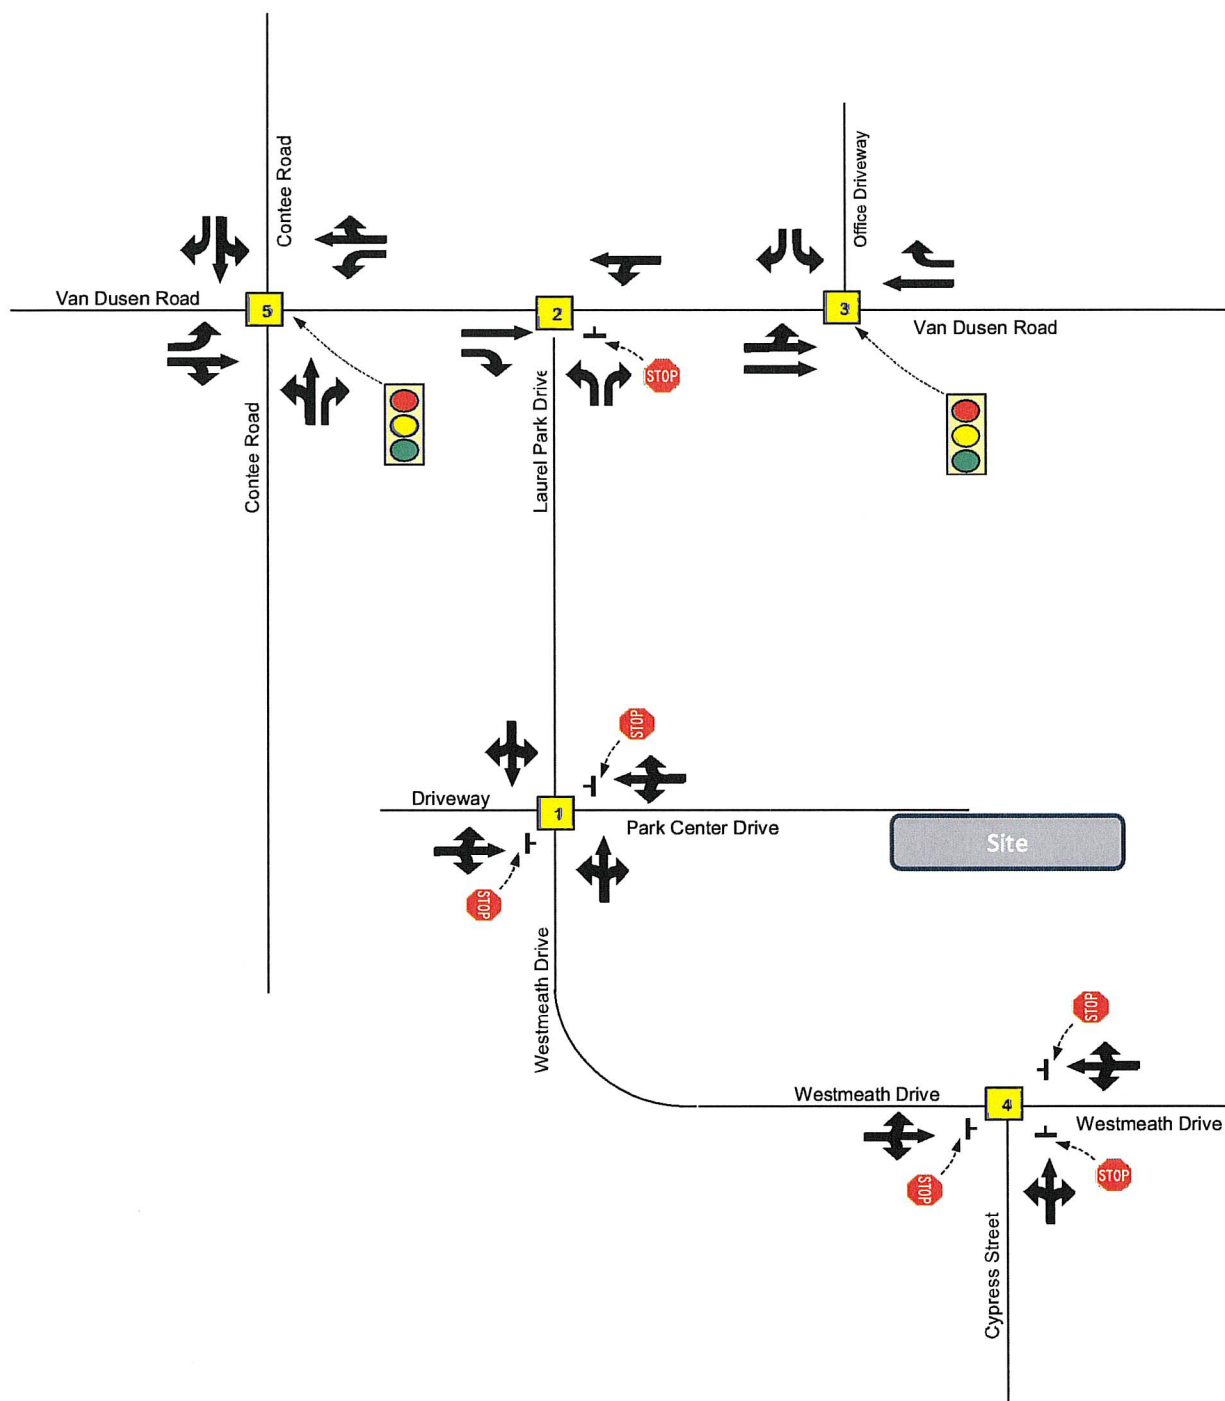 Contee Road
Office Driveway
Van Dusen Road
5
2
3
Van Dusen Road
STOP
Contee Road
Laurel Park Drive
STOP
Driveway
1
Park Center Drive
Site
STOP
Westmeath Drive
STOP
Westmeath Drive
4
Westmeath Drive
STOP
STOP
Cypress Street